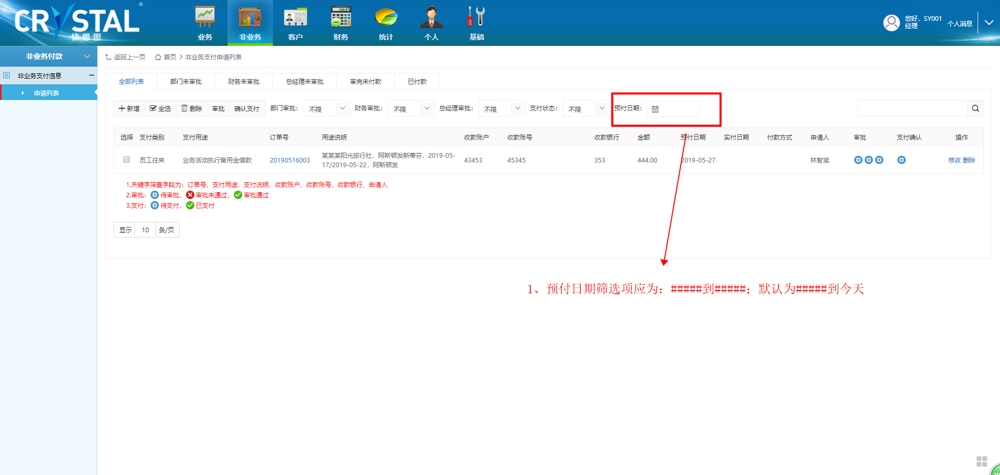 CRYSTAL ®
快思图
业务 非业务 客户 财务 统计 个人 基础
您好, SY001
经理
个人消息
非业务付款
非业务支付信息
申请列表
返回上一页 首页 > 非业务支付申请列表
全部列表 部门未审批 财务未审批 总经理未审批 审完未付款 已付款
新增 全选 删除 审批 确认支付 部门审批: 不限 财务审批: 不限 总经理审批: 不限 支付状态: 不限 预付日期:
选择 支付类别 支付用途 订单号 用途说明 收款账户 收款账号 收款银行 金额 预付日期 实付日期 付款方式 申请人 审批 支付确认 操作
员工往来 业务活动执行备用金借款 20190516003 某某某阳光旅行社，阿斯顿发斯蒂芬，2019-05-17/2019-05-22，阿斯顿发 43453 45345 353 444.00 2019-05-27 林智斌 修改 删除
1.关键字筛查字段为：订单号、支付用途、支付说明、收款账户、收款账号、收款银行、申请人
2.审批： 待审批， 审批未通过， 审批通过
3.支付： 待支付， 已支付
显示 10 条/页
1、预付日期筛选项应为：#####到#####；默认为#####到今天